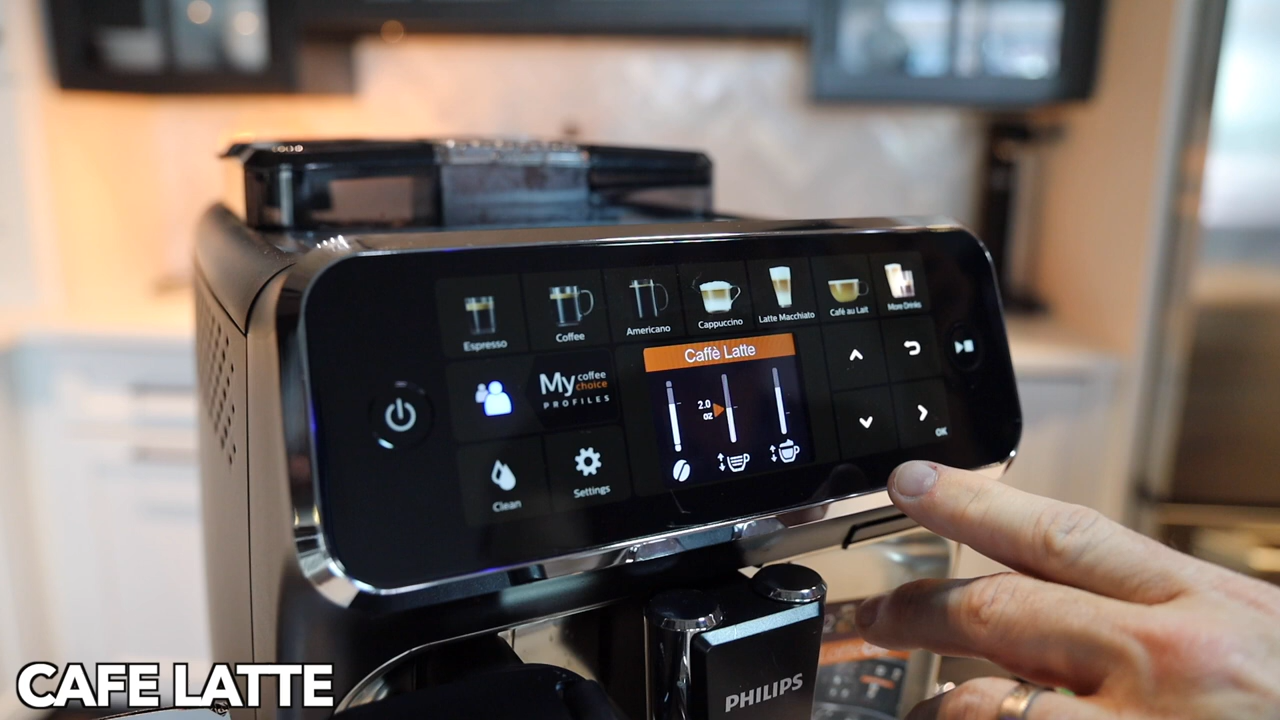 Espresso
Coffee
Americano
Cappuccino
Latte Macchiato
Café au Lait
More Drinks
My coffee choice
PROFILES
Caffè Latte
2.0
oz
OK
Clean
Settings
PHILIPS
CAFE LATTE